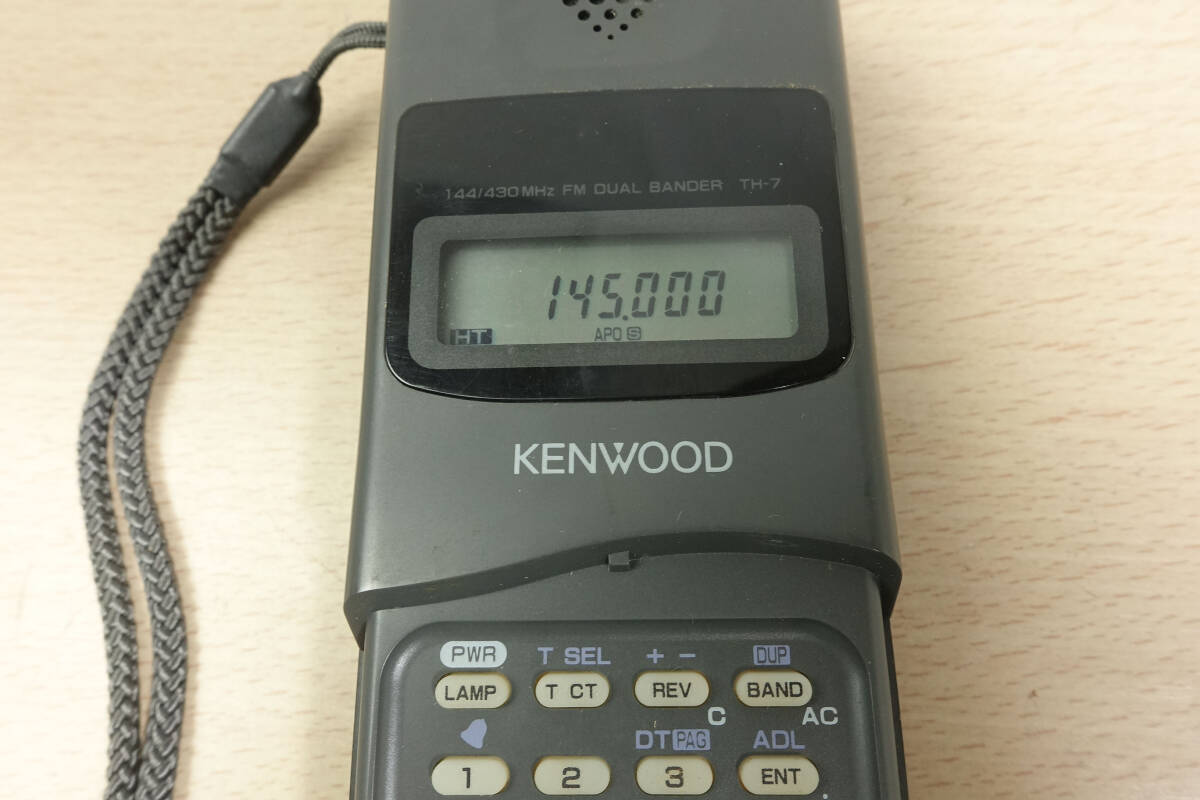 144/430MHz FM DUAL BANDER TH-7
145.000
HT APO S
KENWOOD
PWR T SEL + - DUP
LAMP T CT REV BAND
C AC
DT PAG ADL
1 2 3 ENT